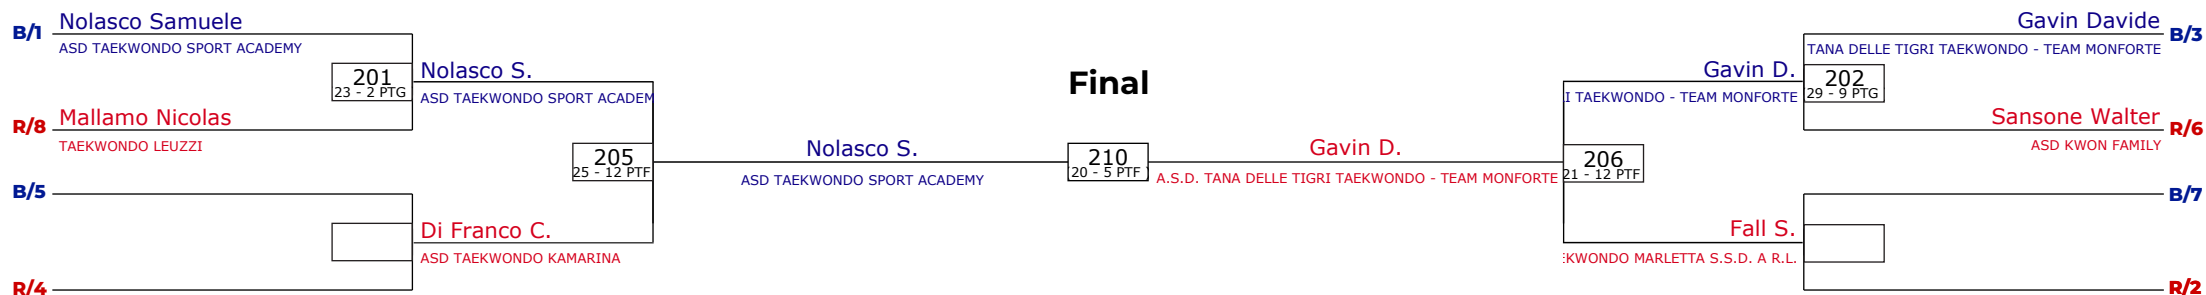 B/1
Nolasco Samuele
ASD TAEKWONDO SPORT ACADEMY
201
23 - 2 PTG
Nolasco S.
ASD TAEKWONDO SPORT ACADEM
R/8
Mallamo Nicolas
TAEKWONDO LEUZZI
205
25 - 12 PTF
B/5
Di Franco C.
ASD TAEKWONDO KAMARINA
R/4
Nolasco S.
ASD TAEKWONDO SPORT ACADEMY
Final
210
20 - 5 PTF
Gavin D.
A.S.D. TANA DELLE TIGRI TAEKWONDO - TEAM MONFORTE
206
21 - 12 PTF
Gavin D.
I TAEKWONDO - TEAM MONFORTE
202
29 - 9 PTG
Gavin Davide
B/3
TANA DELLE TIGRI TAEKWONDO - TEAM MONFORTE
Sansone Walter
R/6
ASD KWON FAMILY
B/7
Fall S.
EKWONDO MARLETTA S.S.D. A R.L.
R/2